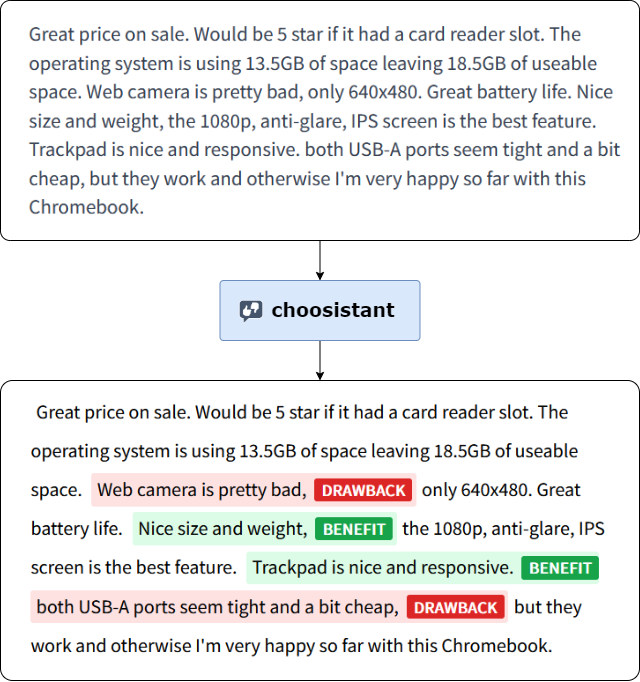 Great price on sale. Would be 5 star if it had a card reader slot. The
operating system is using 13.5GB of space leaving 18.5GB of useable
space. Web camera is pretty bad, only 640x480. Great battery life. Nice
size and weight, the 1080p, anti-glare, IPS screen is the best feature.
Trackpad is nice and responsive. both USB-A ports seem tight and a bit
cheap, but they work and otherwise I'm very happy so far with this
Chromebook.
choosistant
Great price on sale. Would be 5 star if it had a card reader slot. The
operating system is using 13.5GB of space leaving 18.5GB of useable
space. Web camera is pretty bad, DRAWBACK only 640x480. Great
battery life. Nice size and weight, BENEFIT the 1080p, anti-glare, IPS
screen is the best feature. Trackpad is nice and responsive. BENEFIT
both USB-A ports seem tight and a bit cheap, DRAWBACK but they
work and otherwise I'm very happy so far with this Chromebook.